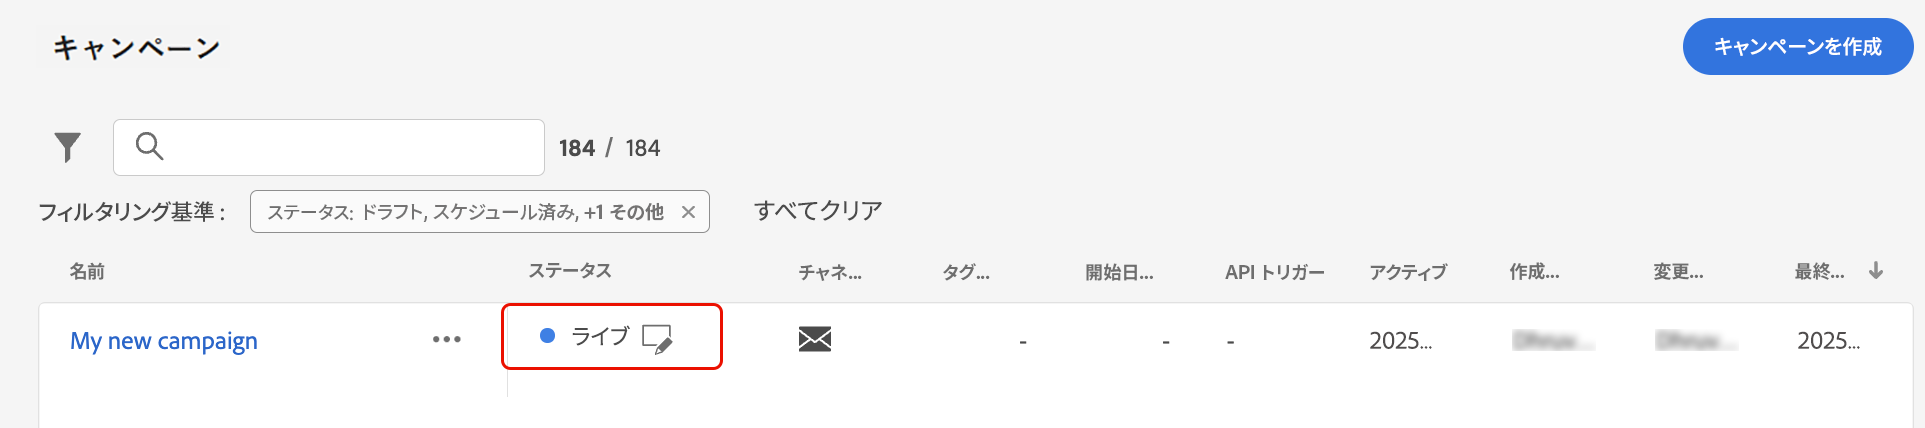 キャンペーン
キャンペーンを作成
184 / 184
フィルタリング基準 :
ステータス: ドラフト, スケジュール済み, +1 その他
すべてクリア
名前 ステータス チャネ... タグ... 開始日... API トリガー アクティブ 作成... 変更... 最終...
My new campaign ライブ - - - 2025... 2025...